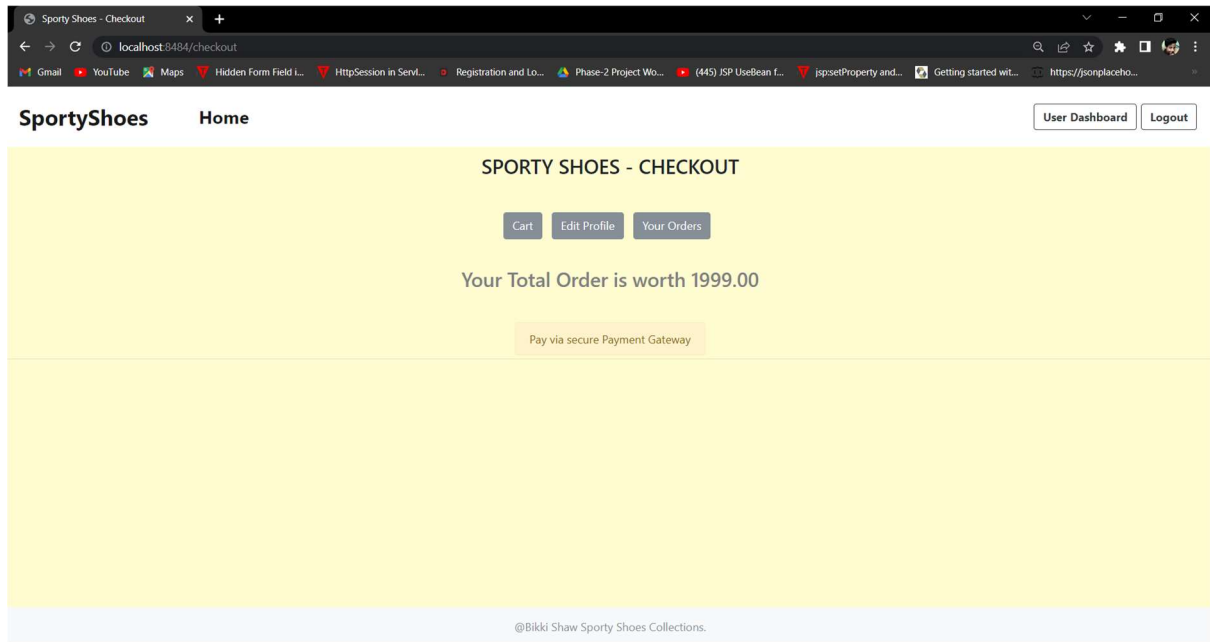 Sporty Shoes - Checkout
localhost:8484/checkout
Gmail YouTube Maps Hidden Form Field i... HttpSession in Servl... Registration and Lo... Phase-2 Project Wo... (445) JSP UseBean f... jsp:setProperty and... Getting started wit... https://jsonplaceho...
SportyShoes Home User Dashboard Logout
SPORTY SHOES - CHECKOUT
Cart Edit Profile Your Orders
Your Total Order is worth 1999.00
Pay via secure Payment Gateway
@Bikki Shaw Sporty Shoes Collections.